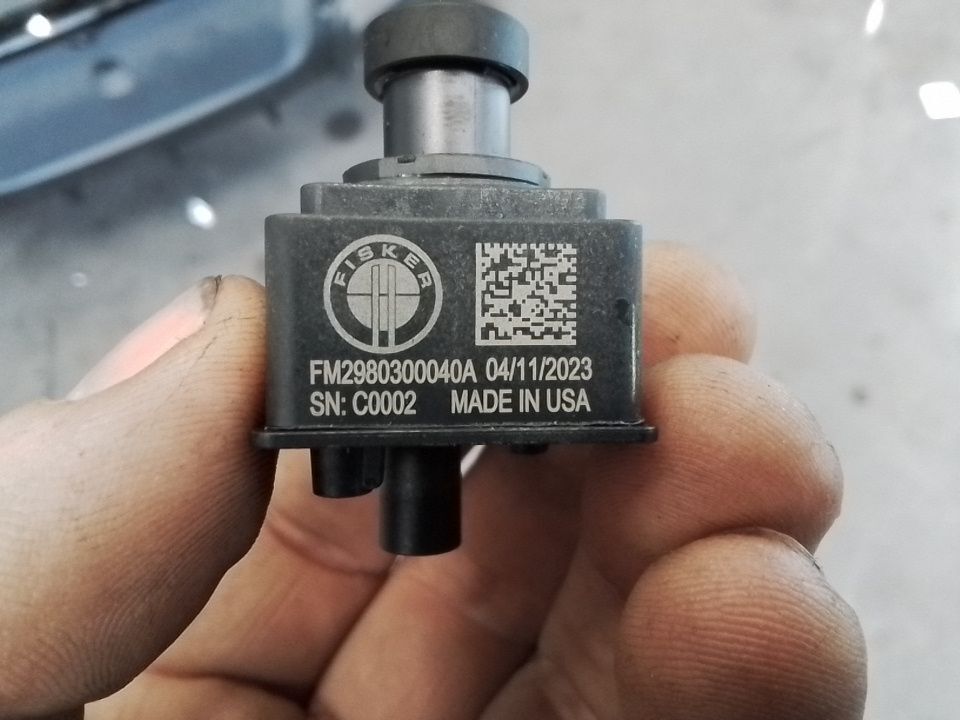 FISKER
FM2980300040A 04/11/2023
SN: C0002 MADE IN USA